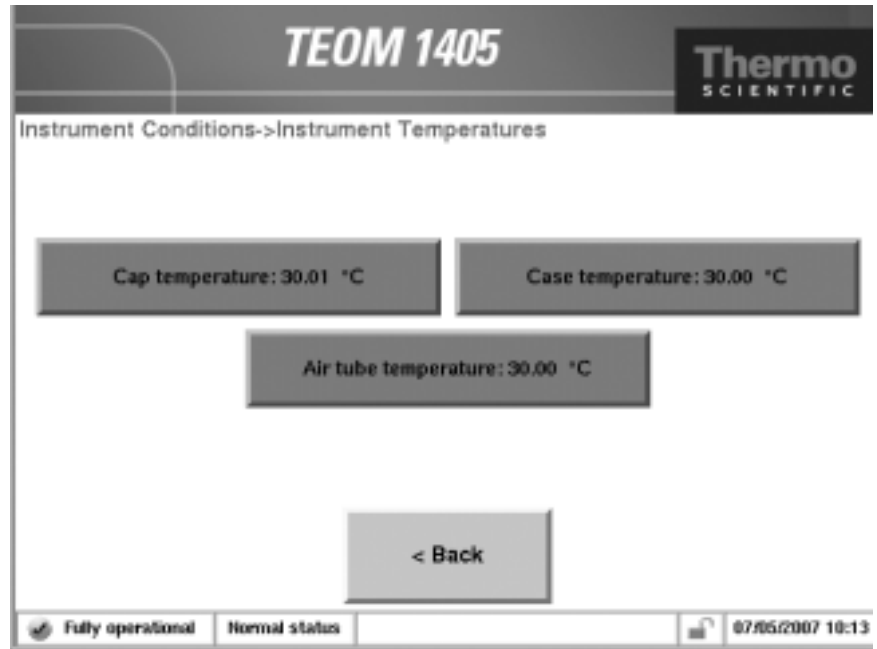 TEOM 1405
Thermo
SCIENTIFIC
Instrument Conditions->Instrument Temperatures
Cap temperature: 30.01 °C
Case temperature: 30.00 °C
Air tube temperature: 30.00 °C
< Back
Fully operational
Normal status
07/05/2007 10:13